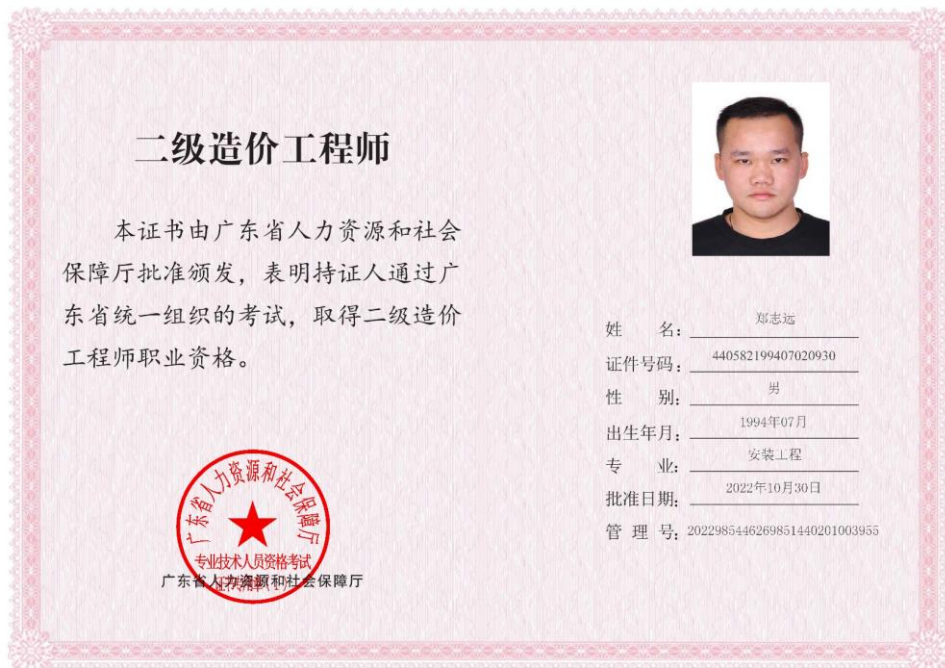 二级造价工程师
本证书由广东省人力资源和社会
保障厅批准颁发，表明持证人通过广
东省统一组织的考试，取得二级造价
工程师职业资格。
广东省人力资源和社会保障厅
专业技术人员资格考试
广东省人力资源和社会保障厅
姓 名：郑志远
证件号码：440582199407020930
性 别：男
出生年月：1994年07月
专 业：安装工程
批准日期：2022年10月30日
管 理 号：20229854462698514402010039​55